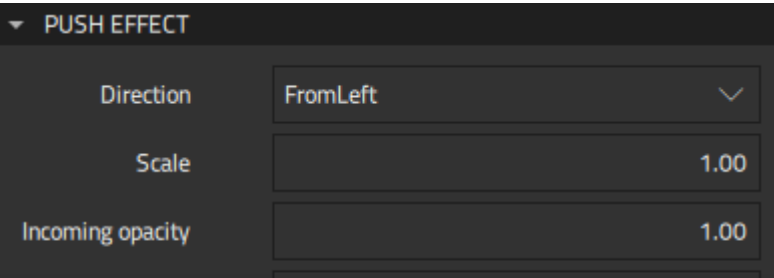 PUSH EFFECT
Direction FromLeft
Scale 1.00
Incoming opacity 1.00